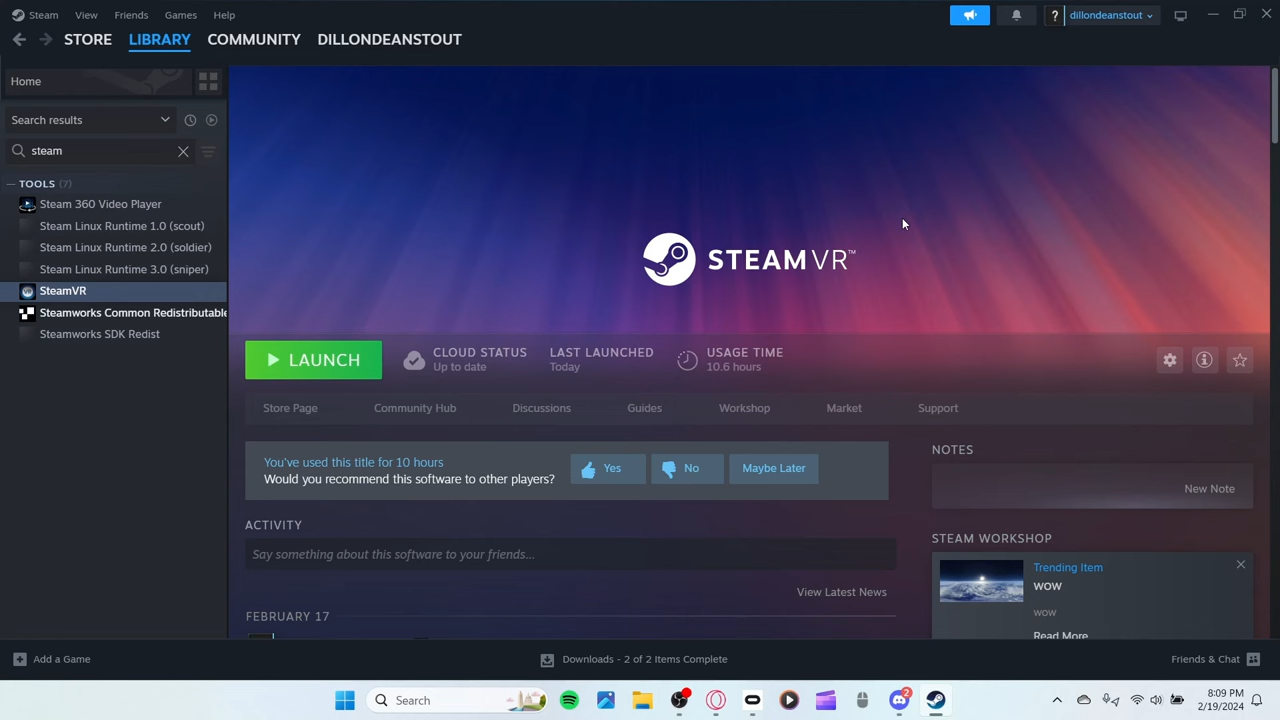 Steam View Friends Games Help
? dillondeanstout
STORE LIBRARY COMMUNITY DILLONDEANSTOUT
Home
Search results
steam
TOOLS (7)
Steam 360 Video Player
Steam Linux Runtime 1.0 (scout)
Steam Linux Runtime 2.0 (soldier)
Steam Linux Runtime 3.0 (sniper)
SteamVR
Steamworks Common Redistributable
Steamworks SDK Redist
STEAMVR™
LAUNCH
CLOUD STATUS
Up to date
LAST LAUNCHED
Today
USAGE TIME
10.6 hours
Store Page Community Hub Discussions Guides Workshop Market Support
You've used this title for 10 hours
Would you recommend this software to other players?
Yes No Maybe Later
ACTIVITY
Say something about this software to your friends...
View Latest News
FEBRUARY 17
NOTES
New Note
STEAM WORKSHOP
Trending Item
wow
wow
Read More
Add a Game
Downloads - 2 of 2 Items Complete
Friends & Chat
Search
2
8:09 PM
2/19/2024